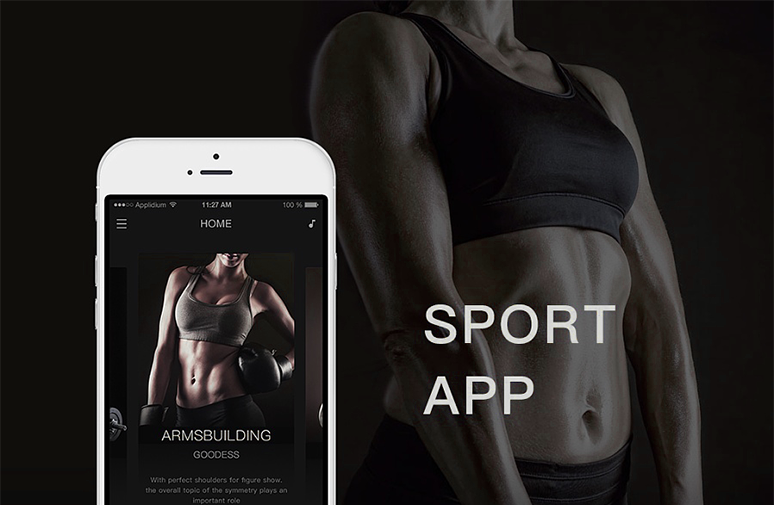 Applidium 11:27 AM 100 %
HOME
ARMSBUILDING
GOODESS
With perfect shoulders for figure show,
the overall topic of the symmetry plays an
important role
SPORT
APP